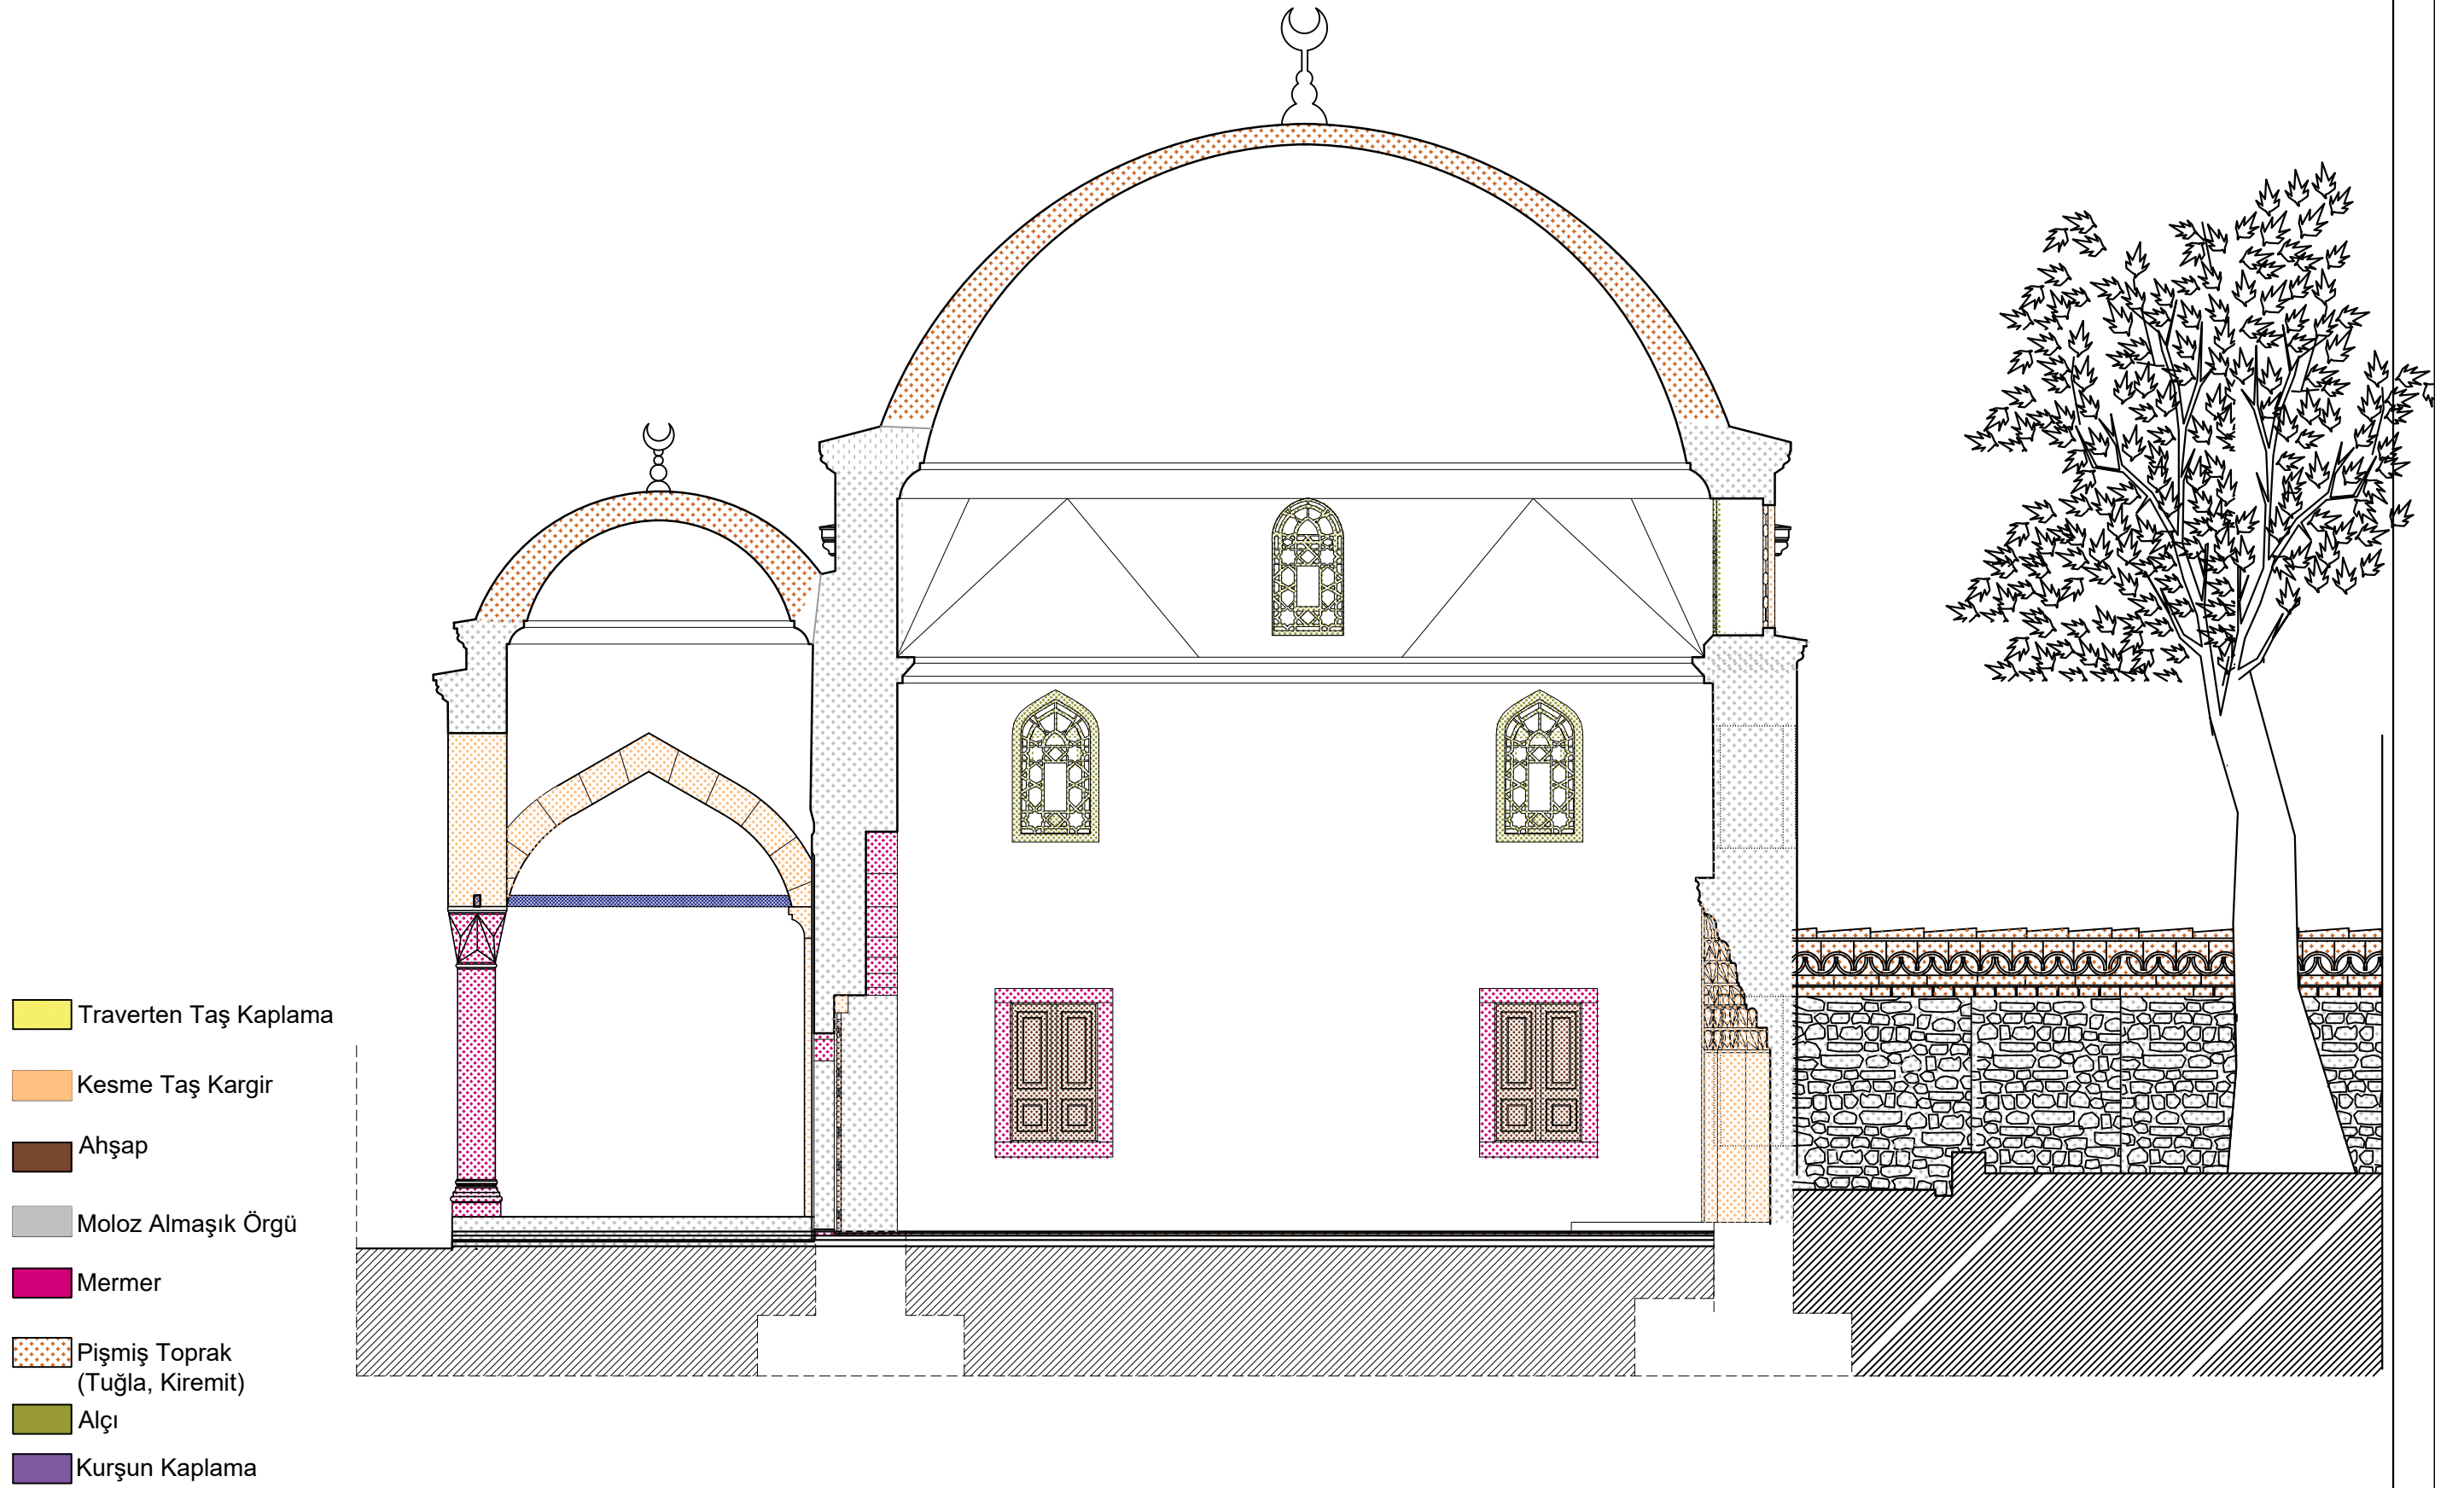 Traverten Taş Kaplama
Kesme Taş Kargir
Ahşap
Moloz Almaşık Örgü
Mermer
Pişmiş Toprak
(Tuğla, Kiremit)
Alçı
Kurşun Kaplama